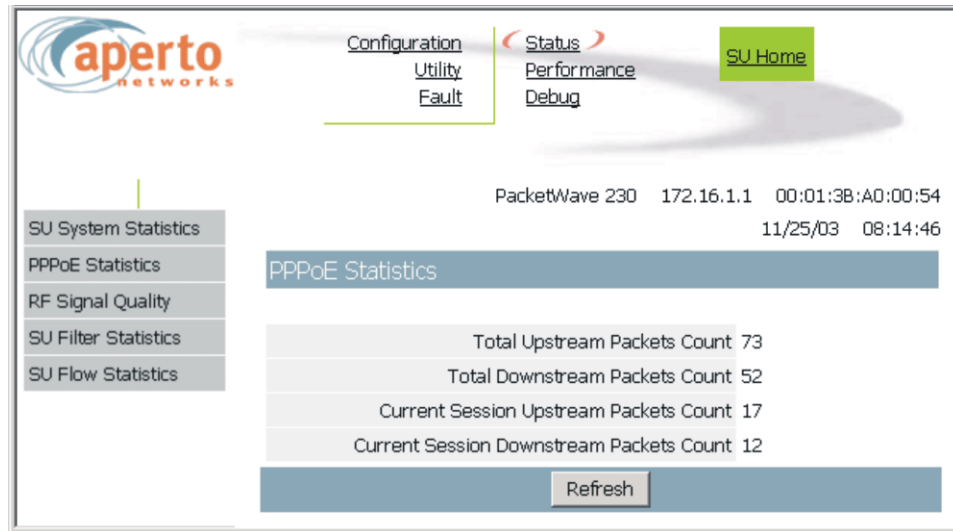 aperto
networks
Configuration
Utility
Fault
Status
Performance
Debug
SU Home
PacketWave 230 172.16.1.1 00:01:3B:A0:00:54
11/25/03 08:14:46
SU System Statistics
PPPoE Statistics
RF Signal Quality
SU Filter Statistics
SU Flow Statistics
PPPoE Statistics
Total Upstream Packets Count 73
Total Downstream Packets Count 52
Current Session Upstream Packets Count 17
Current Session Downstream Packets Count 12
Refresh